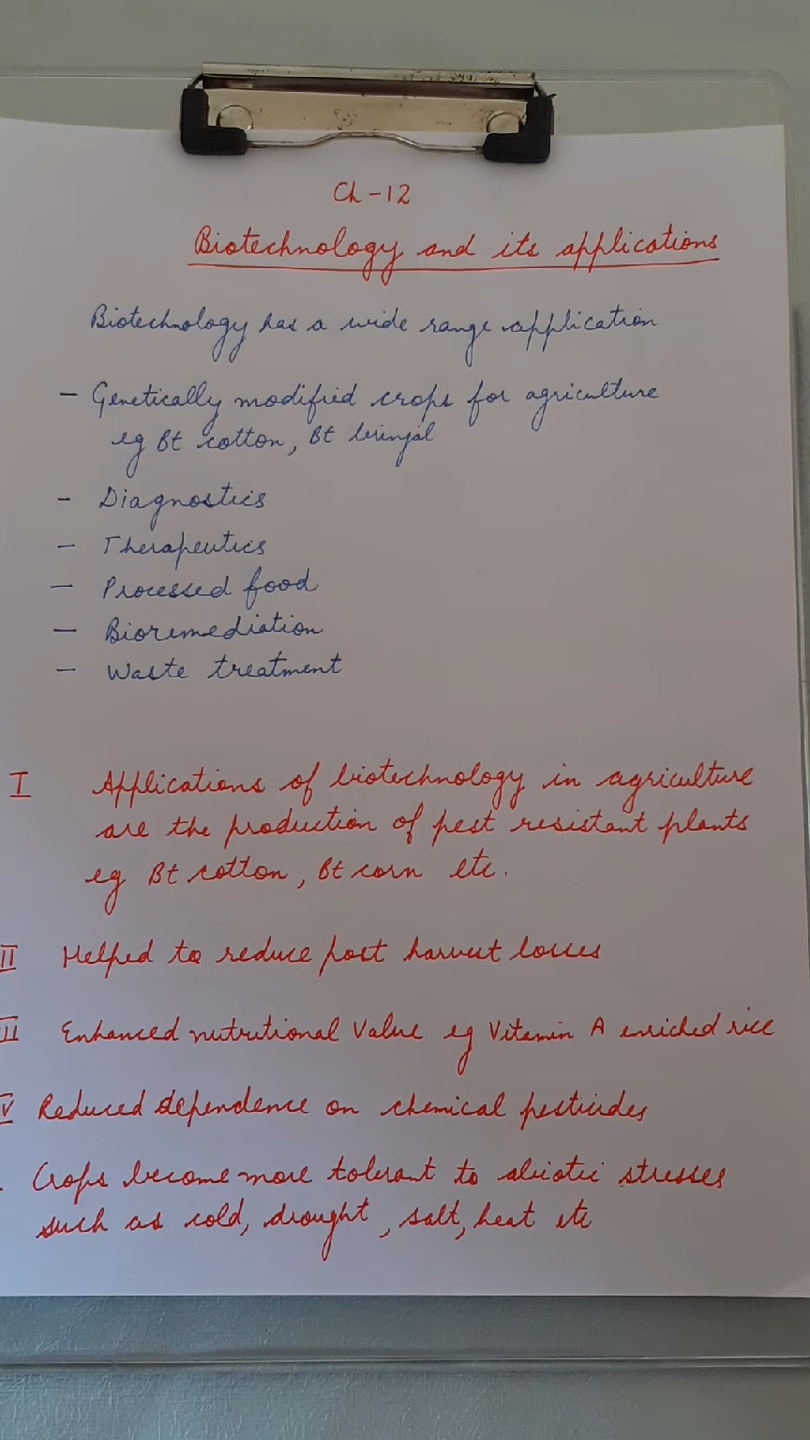 Ch-12
Biotechnology and its applications
Biotechnology has a wide range application
- Genetically modified crops for agriculture
eg Bt cotton, Bt brinjal
- Diagnostics
- Therapeutics
- Processed food
- Bioremediation
- Waste treatment
I Applications of biotechnology in agriculture
are the production of pest resistant plants
eg Bt cotton, Bt corn etc.
II Helped to reduce post harvest losses
III Enhanced nutrutional Value eg Vitamin A enriched rice
IV Reduced dependence on chemical pesticides
Crops become more tolerant to abiotic stresses
such as cold, drought, salt, heat etc